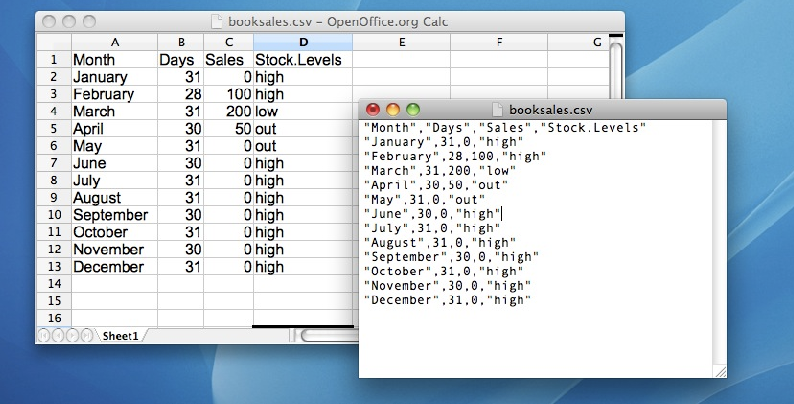 booksales.csv - OpenOffice.org Calc
A B C D E F G
1 Month Days Sales Stock.Levels
2 January 31 0 high
3 February 28 100 high
4 March 31 200 low
5 April 30 50 out
6 May 31 0 out
7 June 30 0 high
8 July 31 0 high
9 August 31 0 high
10 September 30 0 high
11 October 31 0 high
12 November 30 0 high
13 December 31 0 high
14
15
16
Sheet1
booksales.csv
"Month","Days","Sales","Stock.Levels"
"January",31,0,"high"
"February",28,100,"high"
"March",31,200,"low"
"April",30,50,"out"
"May",31,0,"out"
"June",30,0,"high"
"July",31,0,"high"
"August",31,0,"high"
"September",30,0,"high"
"October",31,0,"high"
"November",30,0,"high"
"December",31,0,"high"